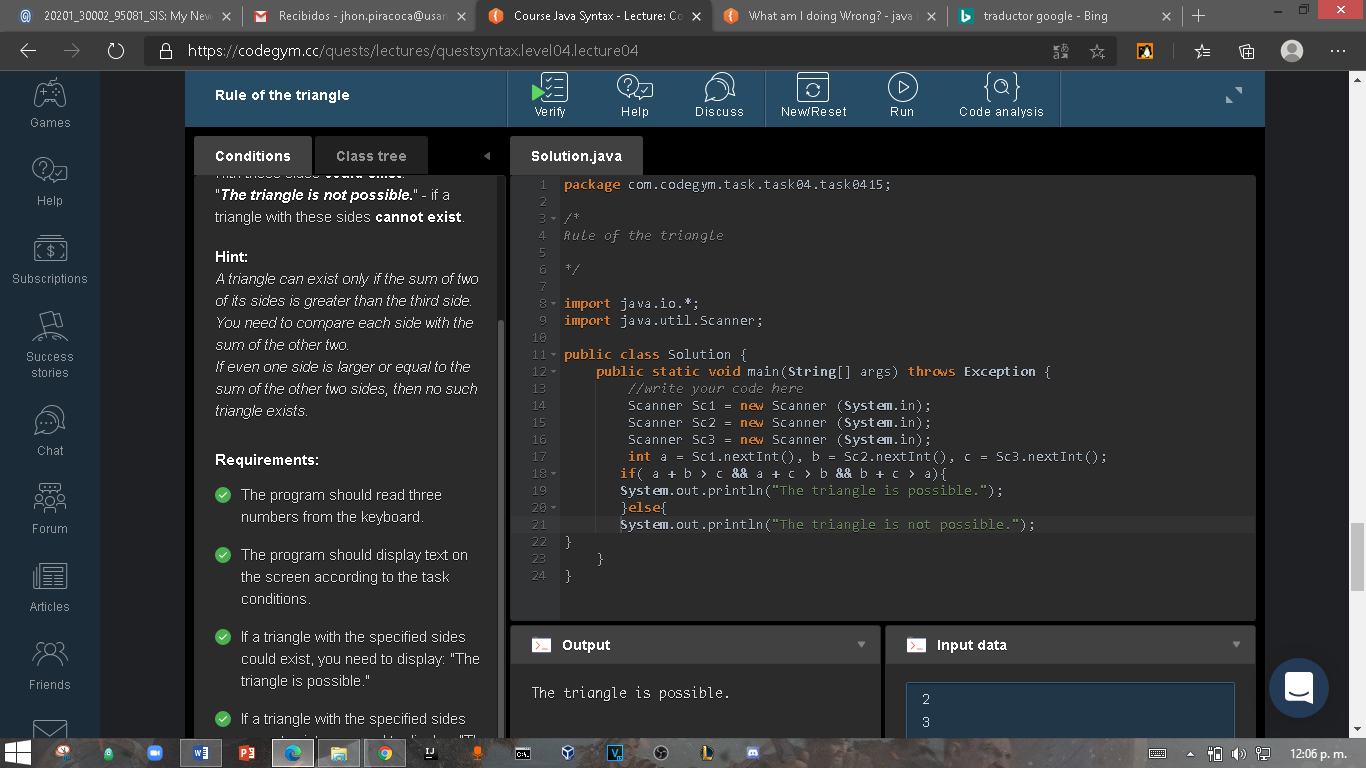 20201_30002_95081_SIS: My New
Recibidos - jhon.piracoca@usan
Course Java Syntax - Lecture: Co
What am I doing Wrong? - java
traductor google - Bing
https://codegym.cc/quests/lectures/questsyntax.level04.lecture04
Games
Help
Subscriptions
Success
stories
Chat
Forum
Articles
Friends
Rule of the triangle
Verify
Help
Discuss
New/Reset
Run
Code analysis
Conditions
Class tree
"The triangle is not possible." - if a
triangle with these sides cannot exist.
Hint:
A triangle can exist only if the sum of two
of its sides is greater than the third side.
You need to compare each side with the
sum of the other two.
If even one side is larger or equal to the
sum of the other two sides, then no such
triangle exists.
Requirements:
The program should read three
numbers from the keyboard.
The program should display text on
the screen according to the task
conditions.
If a triangle with the specified sides
could exist, you need to display: "The
triangle is possible."
If a triangle with the specified sides
Solution.java
1 package com.codegym.task.task04.task0415;
2
3 /*
4 Rule of the triangle
5
6 */
7
8 import java.io.*;
9 import java.util.Scanner;
10
11 public class Solution {
12 public static void main(String[] args) throws Exception {
13 //write your code here
14 Scanner Sc1 = new Scanner (System.in);
15 Scanner Sc2 = new Scanner (System.in);
16 Scanner Sc3 = new Scanner (System.in);
17 int a = Sc1.nextInt(), b = Sc2.nextInt(), c = Sc3.nextInt();
18 if( a + b > c && a + c > b && b + c > a){
19 System.out.println("The triangle is possible.");
20 }else{
21 System.out.println("The triangle is not possible.");
22 }
23 }
24 }
Output
The triangle is possible.
Input data
2
3
12:06 p. m.